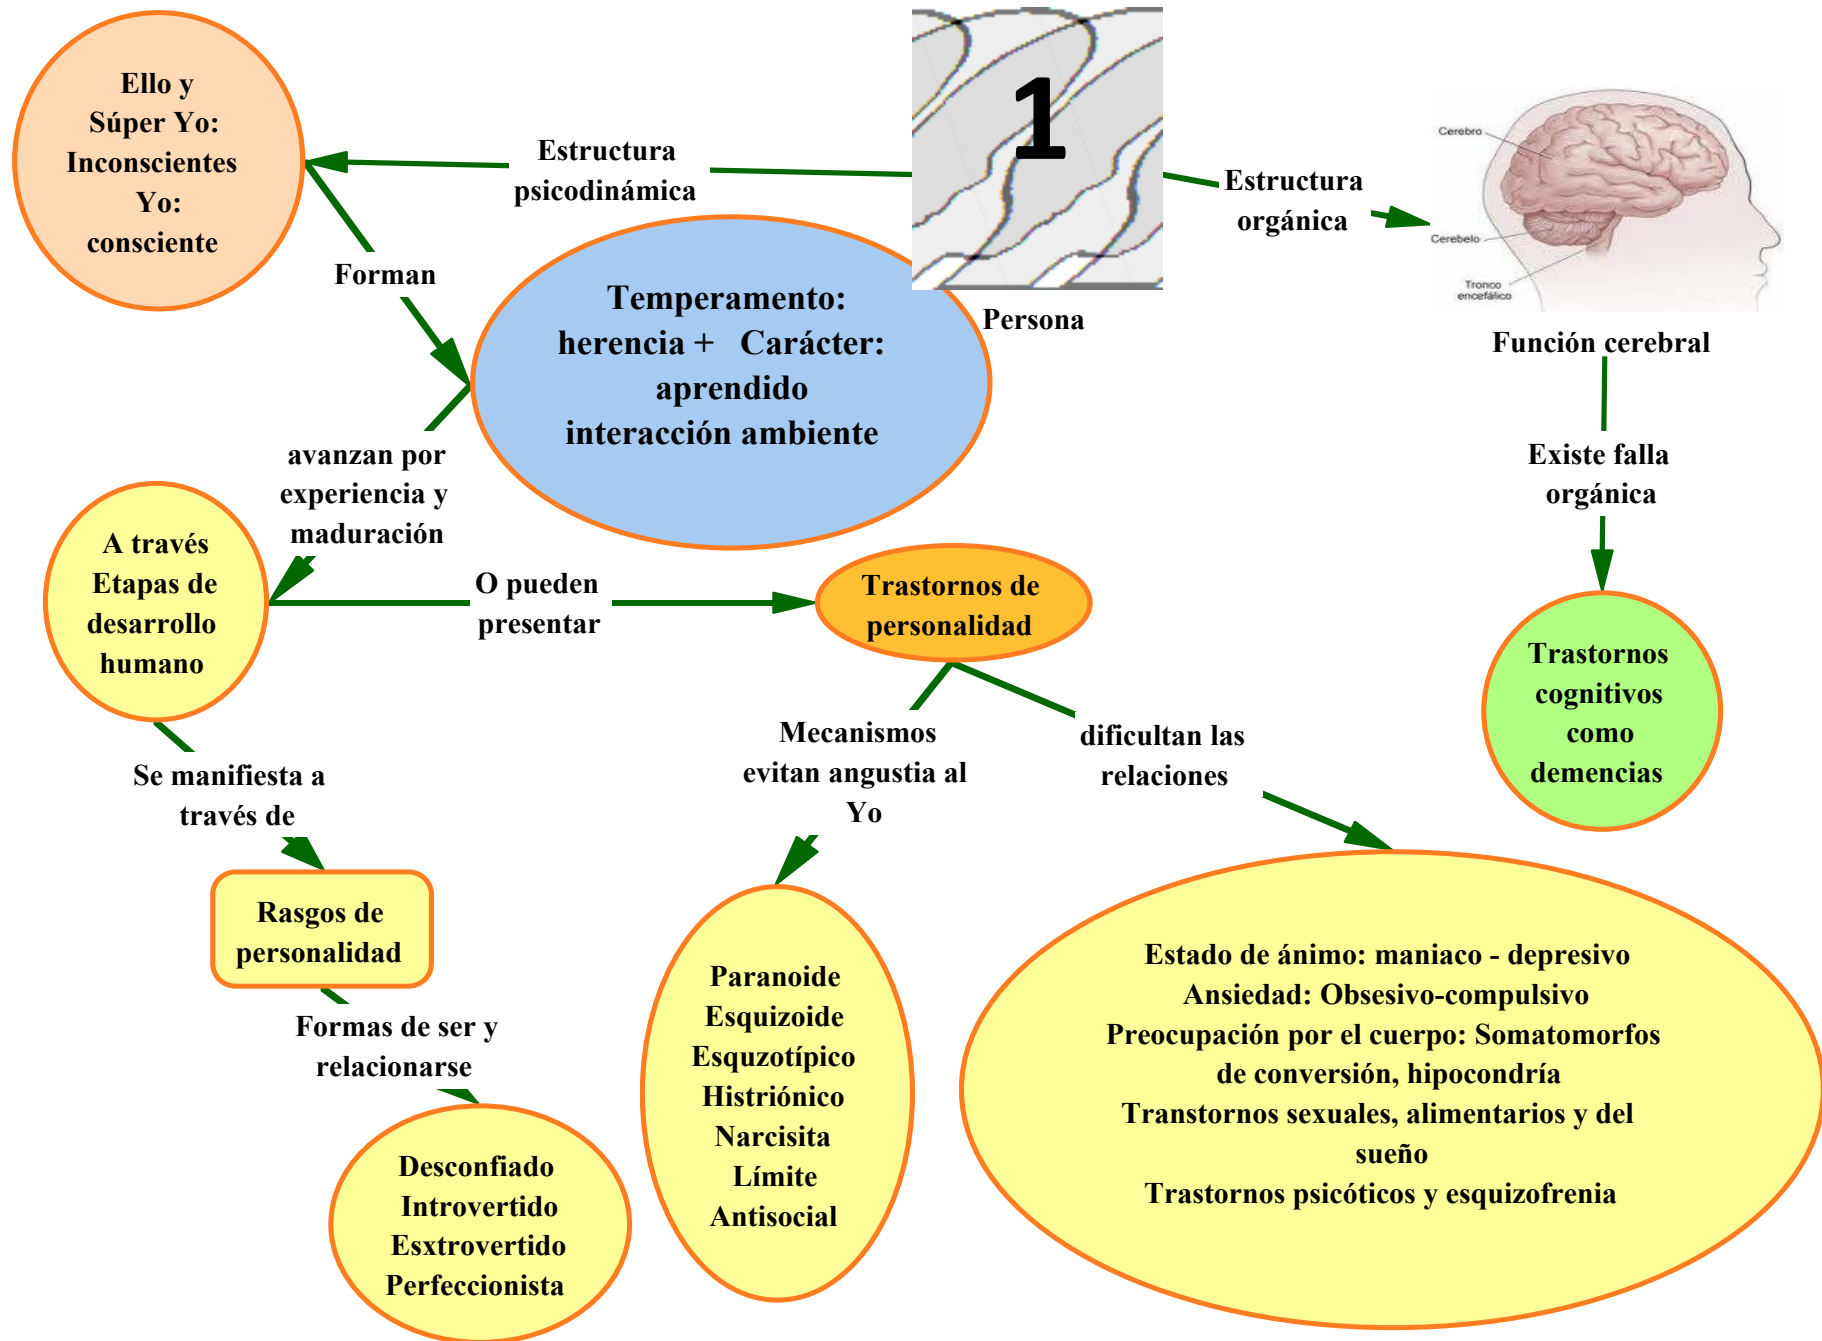 Ello y
Súper Yo:
Inconscientes
Yo:
consciente
Estructura
psicodinámica
1
Persona
Estructura
orgánica
Cerebro
Cerebelo
Tronco
encefálico
Función cerebral
Forman
Temperamento:
herencia + Carácter:
aprendido
interacción ambiente
avanzan por
experiencia y
maduración
Existe falla
orgánica
A través
Etapas de
desarrollo
humano
O pueden
presentar
Trastornos de
personalidad
Trastornos
cognitivos
como
demencias
Se manifiesta a
través de
Mecanismos
evitan angustia al
Yo
dificultan las
relaciones
Rasgos de
personalidad
Formas de ser y
relacionarse
Desconfiado
Introvertido
Esxtrovertido
Perfeccionista
Paranoide
Esquizoide
Esquzotípico
Histriónico
Narcisita
Límite
Antisocial
Estado de ánimo: maniaco - depresivo
Ansiedad: Obsesivo-compulsivo
Preocupación por el cuerpo: Somatomorfos
de conversión, hipocondría
Transtornos sexuales, alimentarios y del
sueño
Trastornos psicóticos y esquizofrenia